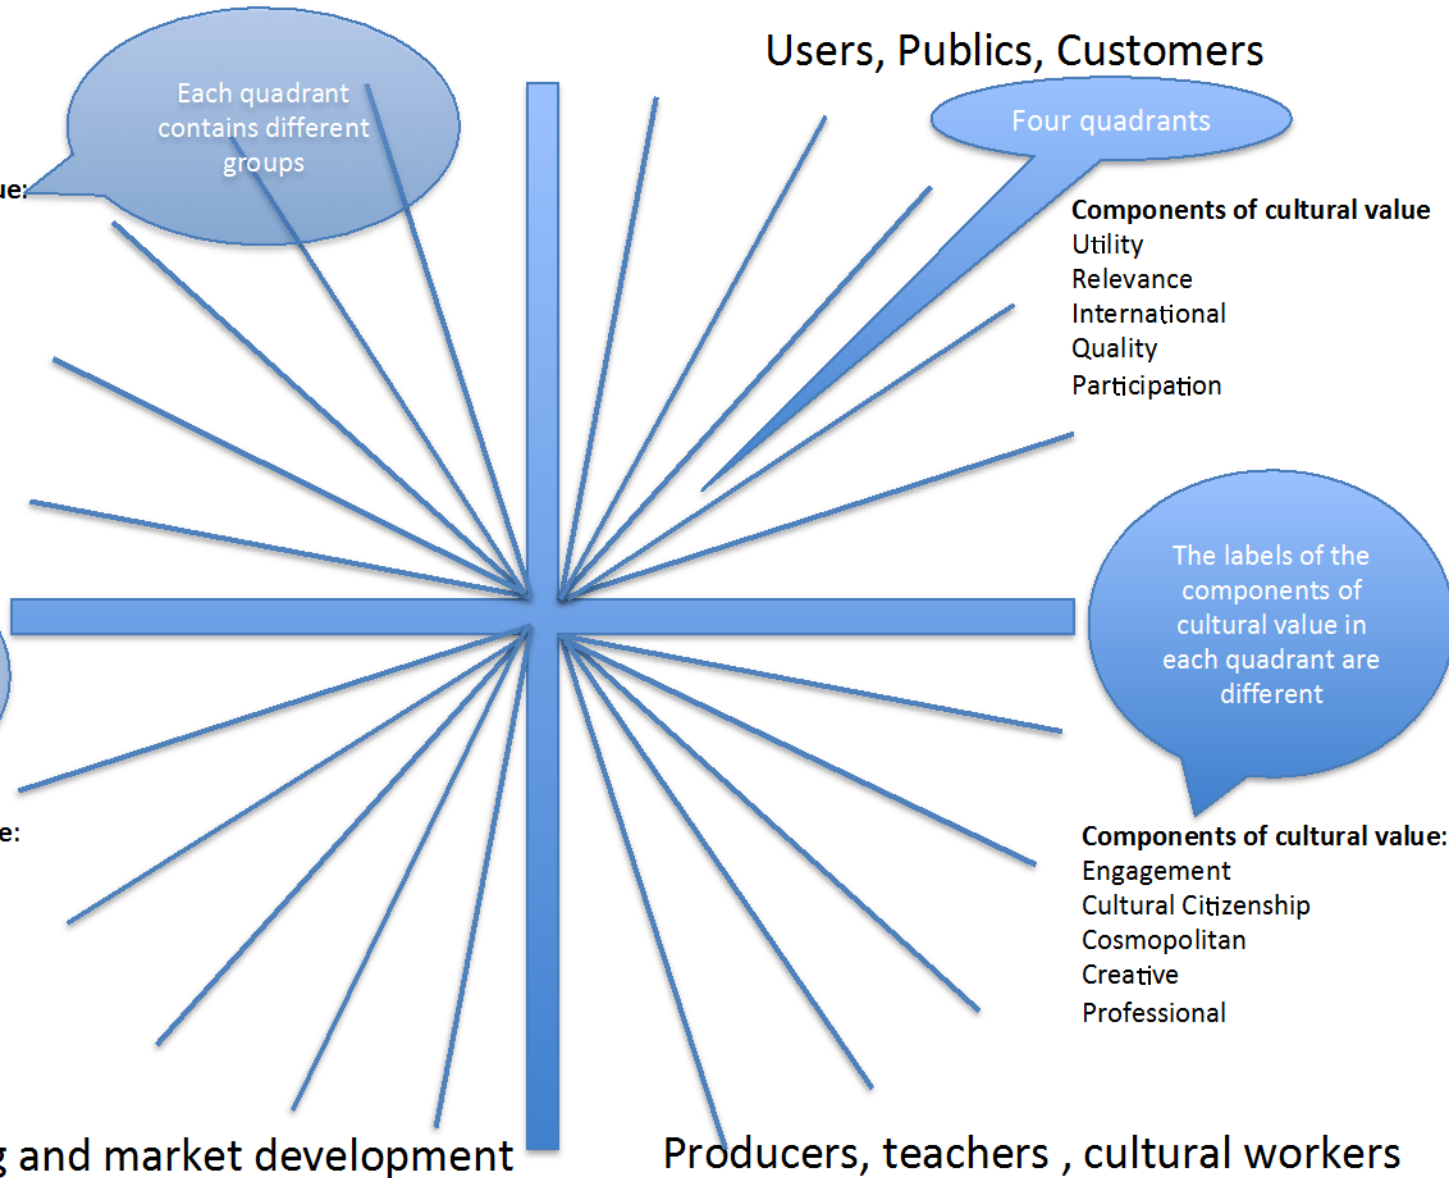 Users, Publics, Customers
Each quadrant
contains different
groups
Four quadrants
ue:
Components of cultural value
Utility
Relevance
International
Quality
Participation
The labels of the
components of
cultural value in
each quadrant are
different
e:
Components of cultural value:
Engagement
Cultural Citizenship
Cosmopolitan
Creative
Professional
g and market development
Producers, teachers , cultural workers